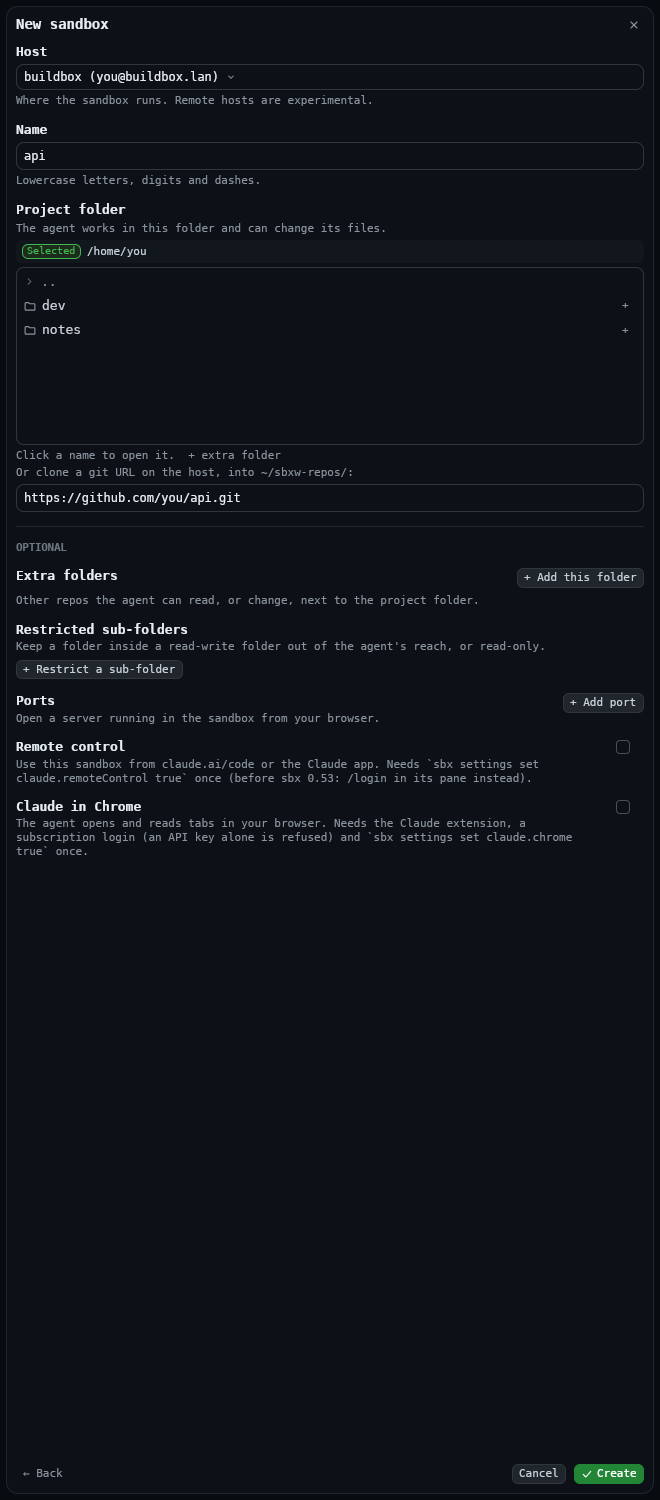 New sandbox ×
Host
buildbox (you@buildbox.lan)
Where the sandbox runs. Remote hosts are experimental.
Name
api
Lowercase letters, digits and dashes.
Project folder
The agent works in this folder and can change its files.
Selected /home/you
..
dev +
notes +
Click a name to open it. + extra folder
Or clone a git URL on the host, into ~/sbxw-repos/:
https://github.com/you/api.git
OPTIONAL
Extra folders + Add this folder
Other repos the agent can read, or change, next to the project folder.
Restricted sub-folders
Keep a folder inside a read-write folder out of the agent's reach, or read-only.
+ Restrict a sub-folder
Ports + Add port
Open a server running in the sandbox from your browser.
Remote control
Use this sandbox from claude.ai/code or the Claude app. Needs `sbx settings set
claude.remoteControl true` once (before sbx 0.53: /login in its pane instead).
Claude in Chrome
The agent opens and reads tabs in your browser. Needs the Claude extension, a
subscription login (an API key alone is refused) and `sbx settings set claude.chrome
true` once.
← Back Cancel ✓ Create